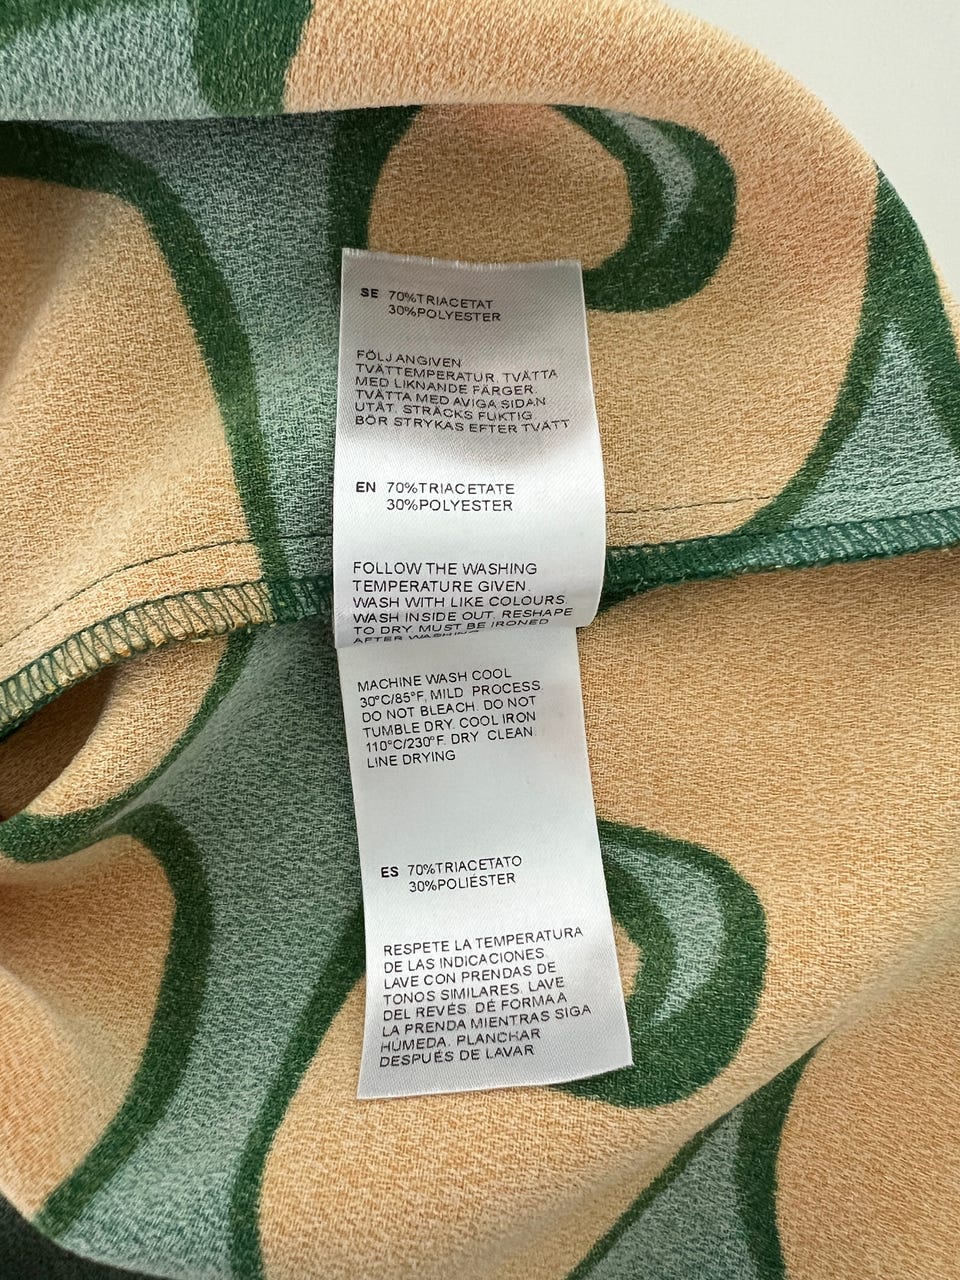 SE 70%TRIACETAT
30%POLYESTER
FÖLJ ANGIVEN
TVÄTTEMPERATUR. TVÄTTA
MED LIKNANDE FÄRGER.
TVÄTTA MED AVIGA SIDAN
UTÅT. STRÄCKS FUKTIG
BÖR STRYKAS EFTER TVÄTT
EN 70%TRIACETATE
30%POLYESTER
FOLLOW THE WASHING
TEMPERATURE GIVEN.
WASH WITH LIKE COLOURS.
WASH INSIDE OUT. RESHAPE
TO DRY. MUST BE IRONED
AFTER WASHING
MACHINE WASH COOL
30°C/85°F, MILD PROCESS.
DO NOT BLEACH. DO NOT
TUMBLE DRY. COOL IRON
110°C/230°F. DRY CLEAN.
LINE DRYING
ES 70%TRIACETATO
30%POLIÉSTER
RESPETE LA TEMPERATURA
DE LAS INDICACIONES.
LAVE CON PRENDAS DE
TONOS SIMILARES. LAVE
DEL REVÉS. DÉ FORMA A
LA PRENDA MIENTRAS SIGA
HÚMEDA. PLANCHAR
DESPUÉS DE LAVAR